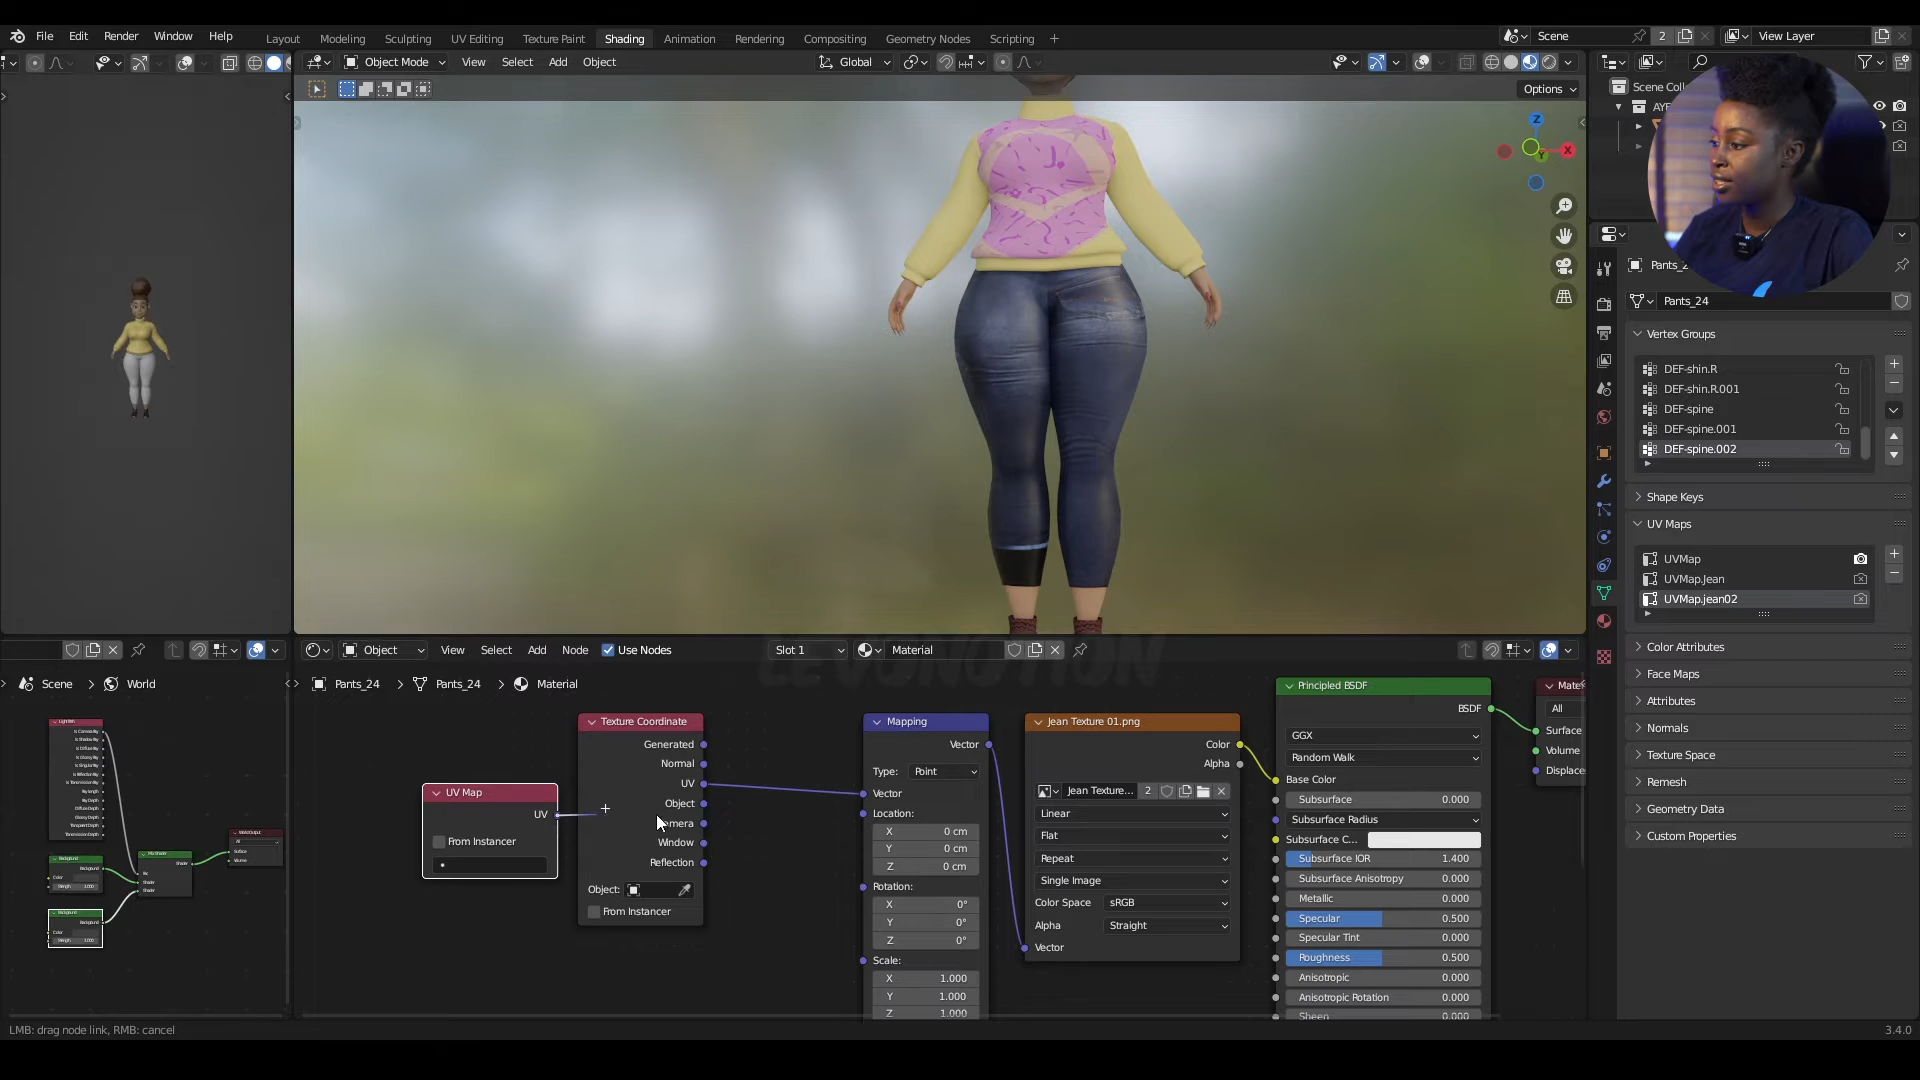 File Edit Render Window Help
Layout Modeling Sculpting UV Editing Texture Paint Shading Animation Rendering Compositing Geometry Nodes Scripting
Scene 2 View Layer
Object Mode View Select Add Object Global
Options
Z
X
Y
Pants_24
Vertex Groups
DEF-shin.R
DEF-shin.R.001
DEF-spine
DEF-spine.001
DEF-spine.002
Shape Keys
UV Maps
UVMap
UVMap.Jean
UVMap.jean02
Color Attributes
Face Maps
Attributes
Normals
Texture Space
Remesh
Geometry Data
Custom Properties
Object View Select Add Node Use Nodes Slot 1 Material
Scene World
Pants_24 Pants_24 Material
UV Map
UV
From Instancer
Texture Coordinate
Generated
Normal
UV
Object
Window
Reflection
Object:
From Instancer
Mapping
Vector
Type: Point
Vector
Location:
X 0 cm
Y 0 cm
Z 0 cm
Rotation:
X 0°
Y 0°
Z 0°
Scale:
X 1.000
Y 1.000
Z 1.000
Jean Texture 01.png
Color
Alpha
Jean Texture... 2
Linear
Flat
Repeat
Single Image
Color Space sRGB
Alpha Straight
Vector
Principled BSDF
BSDF
GGX
Random Walk
Base Color
Subsurface 0.000
Subsurface Radius
Subsurface C...
Subsurface IOR 1.400
Subsurface Anisotropy 0.000
Metallic 0.000
Specular 0.500
Specular Tint 0.000
Roughness 0.500
Anisotropic 0.000
Anisotropic Rotation 0.000
Sheen 0.000
All
Surface
Volume
LMB: drag node link, RMB: cancel
3.4.0